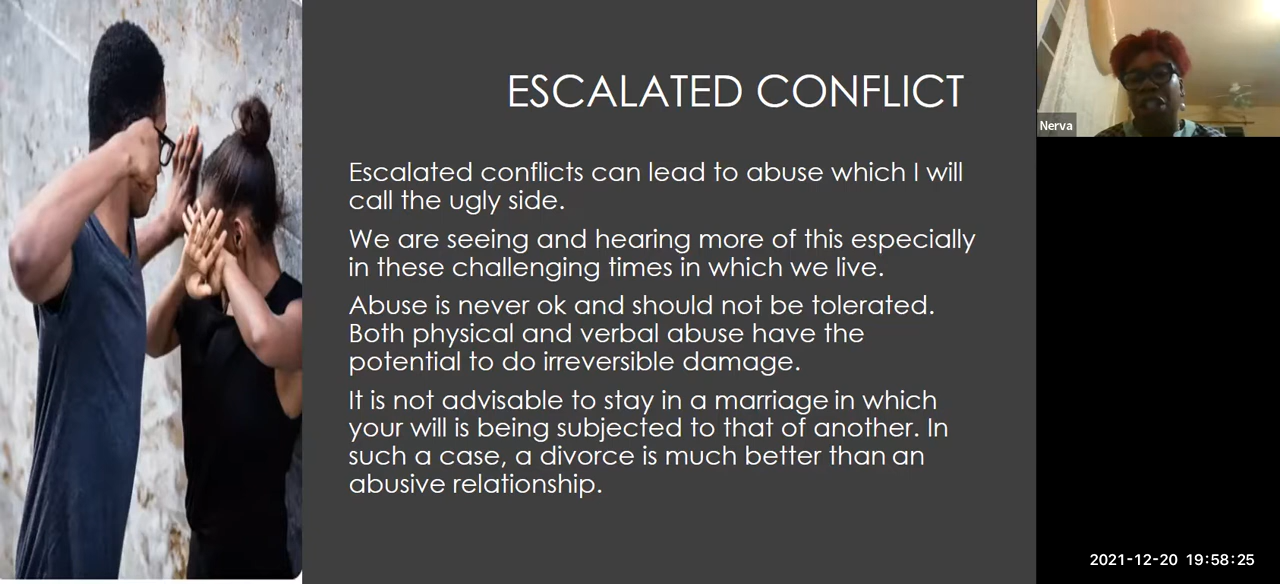 ESCALATED CONFLICT
Escalated conflicts can lead to abuse which I will
call the ugly side.
We are seeing and hearing more of this especially
in these challenging times in which we live.
Abuse is never ok and should not be tolerated.
Both physical and verbal abuse have the
potential to do irreversible damage.
It is not advisable to stay in a marriage in which
your will is being subjected to that of another. In
such a case, a divorce is much better than an
abusive relationship.
Nerva
2021-12-20 19:58:25